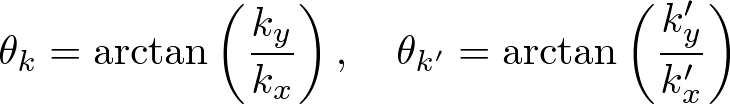 θ_k = arctan(k_y/k_x), θ_{k′} = arctan(k′_y/k′_x)